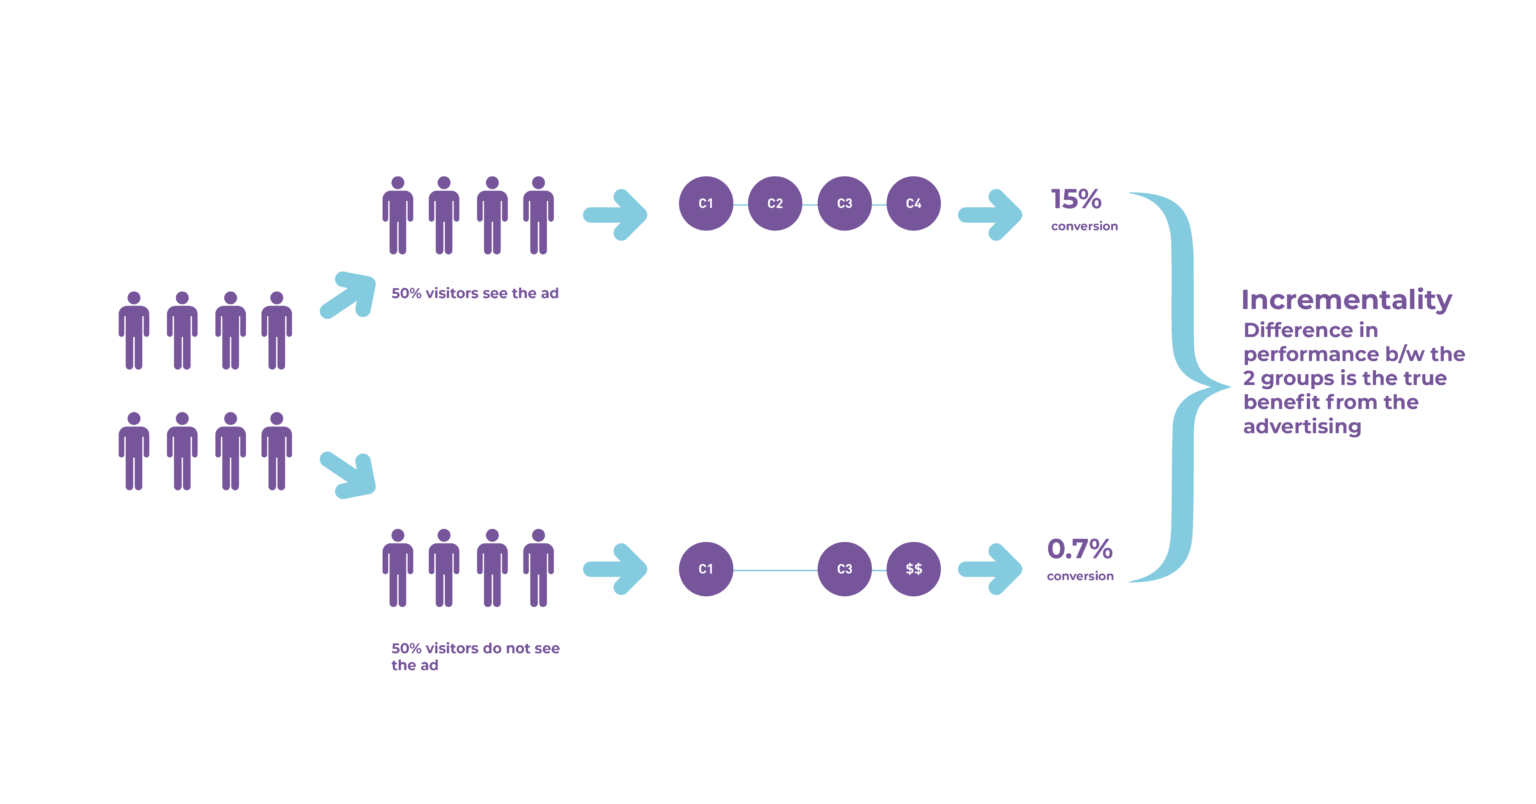 50% visitors see the ad
C1
C2
C3
C4
15%
conversion
50% visitors do not see
the ad
C1
C3
$$
0.7%
conversion
Incrementality
Difference in
performance b/w the
2 groups is the true
benefit from the
advertising